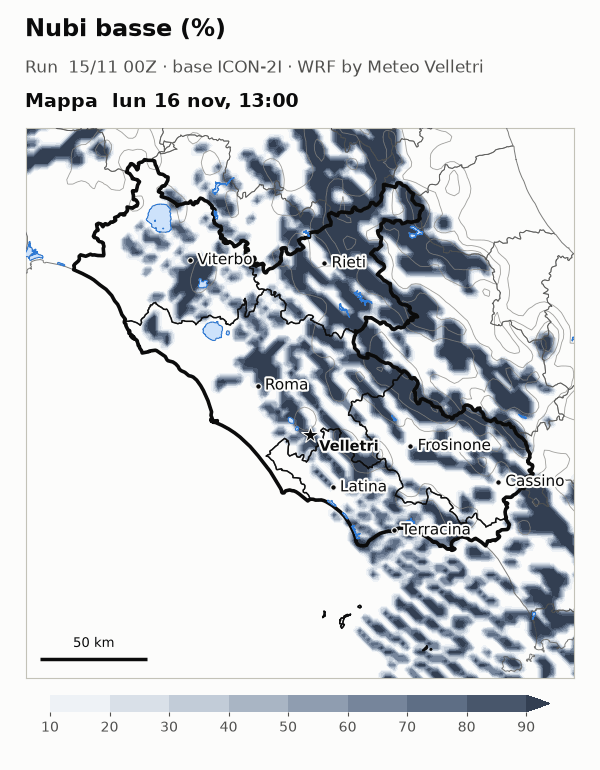 Nubi basse (%)
Run 15/11 00Z · base ICON-2I · WRF by Meteo Velletri
Mappa lun 16 nov, 13:00
Viterbo
Rieti
Roma
Velletri
Frosinone
Latina
Cassino
Terracina
50 km
10 20 30 40 50 60 70 80 90